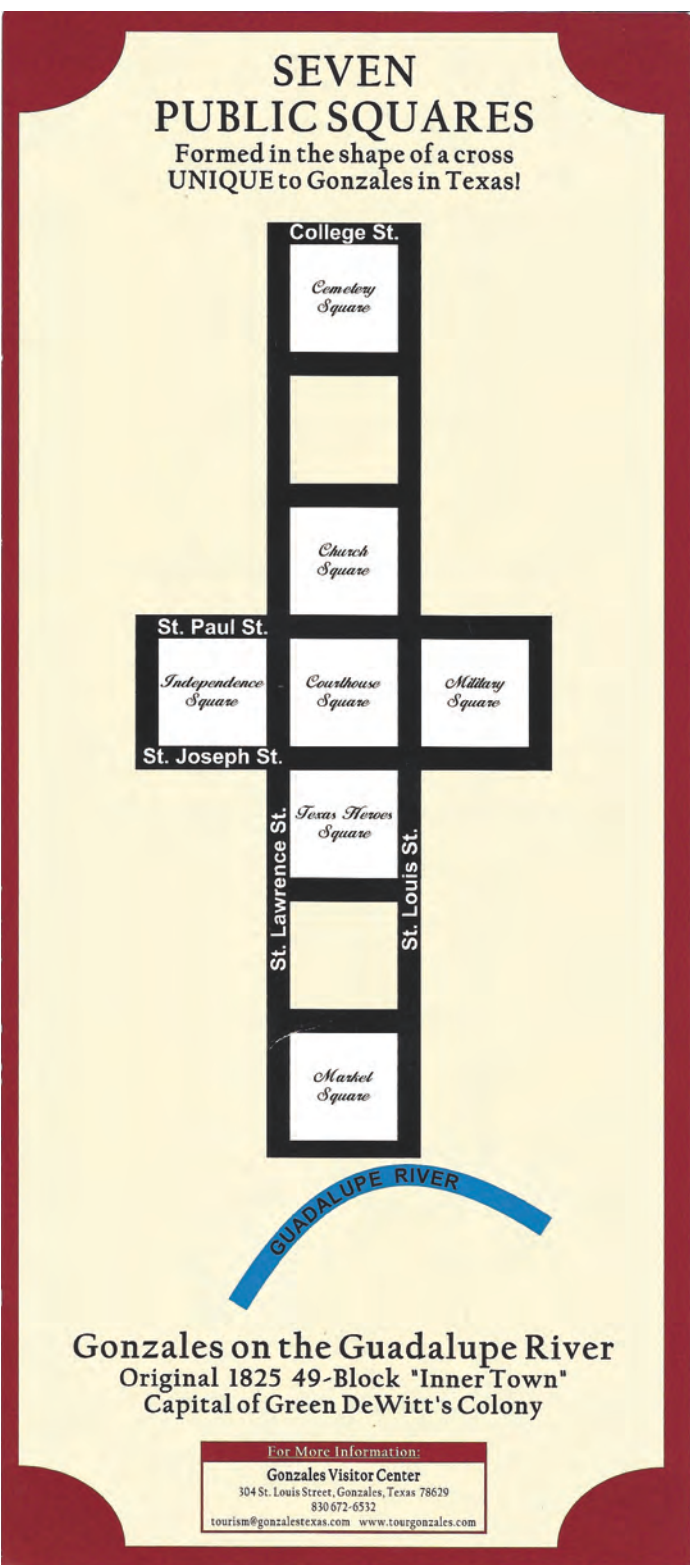 SEVEN
PUBLIC SQUARES
Formed in the shape of a cross
UNIQUE to Gonzales in Texas!
College St.
Cemetery
Square
Church
Square
St. Paul St.
Independence
Square
Courthouse
Square
Military
Square
St. Joseph St.
Texas Heroes
Square
St. Lawrence St.
St. Louis St.
Market
Square
GUADALUPE RIVER
Gonzales on the Guadalupe River
Original 1825 49-Block "Inner Town"
Capital of Green DeWitt's Colony
For More Information:
Gonzales Visitor Center
304 St. Louis Street, Gonzales, Texas 78629
830 672-6532
tourism@gonzalestexas.com www.tourgonzales.com